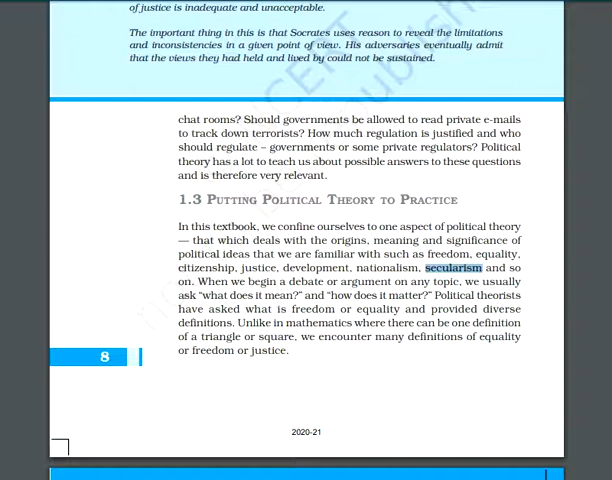 of justice is inadequate and unacceptable.
The important thing in this is that Socrates uses reason to reveal the limitations
and inconsistencies in a given point of view. His adversaries eventually admit
that the views they had held and lived by could not be sustained.
chat rooms? Should governments be allowed to read private e-mails
to track down terrorists? How much regulation is justified and who
should regulate – governments or some private regulators? Political
theory has a lot to teach us about possible answers to these questions
and is therefore very relevant.
1.3 PUTTING POLITICAL THEORY TO PRACTICE
In this textbook, we confine ourselves to one aspect of political theory
— that which deals with the origins, meaning and significance of
political ideas that we are familiar with such as freedom, equality,
citizenship, justice, development, nationalism, secularism and so
on. When we begin a debate or argument on any topic, we usually
ask “what does it mean?” and “how does it matter?” Political theorists
have asked what is freedom or equality and provided diverse
definitions. Unlike in mathematics where there can be one definition
of a triangle or square, we encounter many definitions of equality
or freedom or justice.
8
2020-21